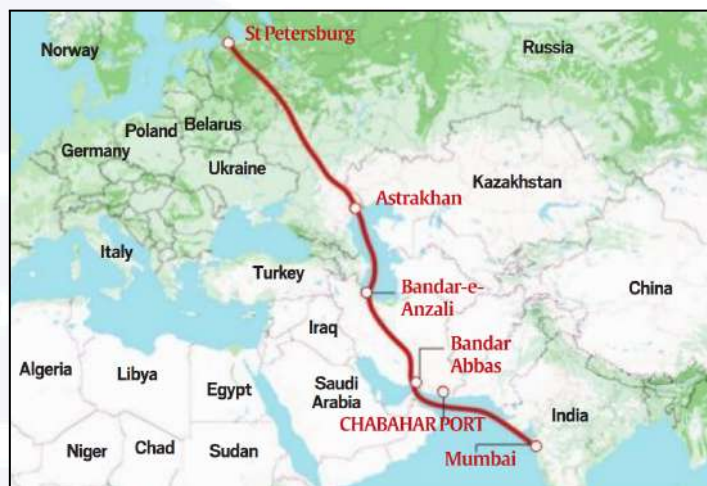 Norway
St Petersburg
Russia
Poland
Belarus
Germany
Ukraine
Kazakhstan
Astrakhan
Italy
Turkey
Bandar-e-
Anzali
China
Iraq
Bandar
Abbas
Algeria
Libya
Egypt
Saudi
Arabia
CHABAHAR PORT
India
Niger
Chad
Sudan
Mumbai